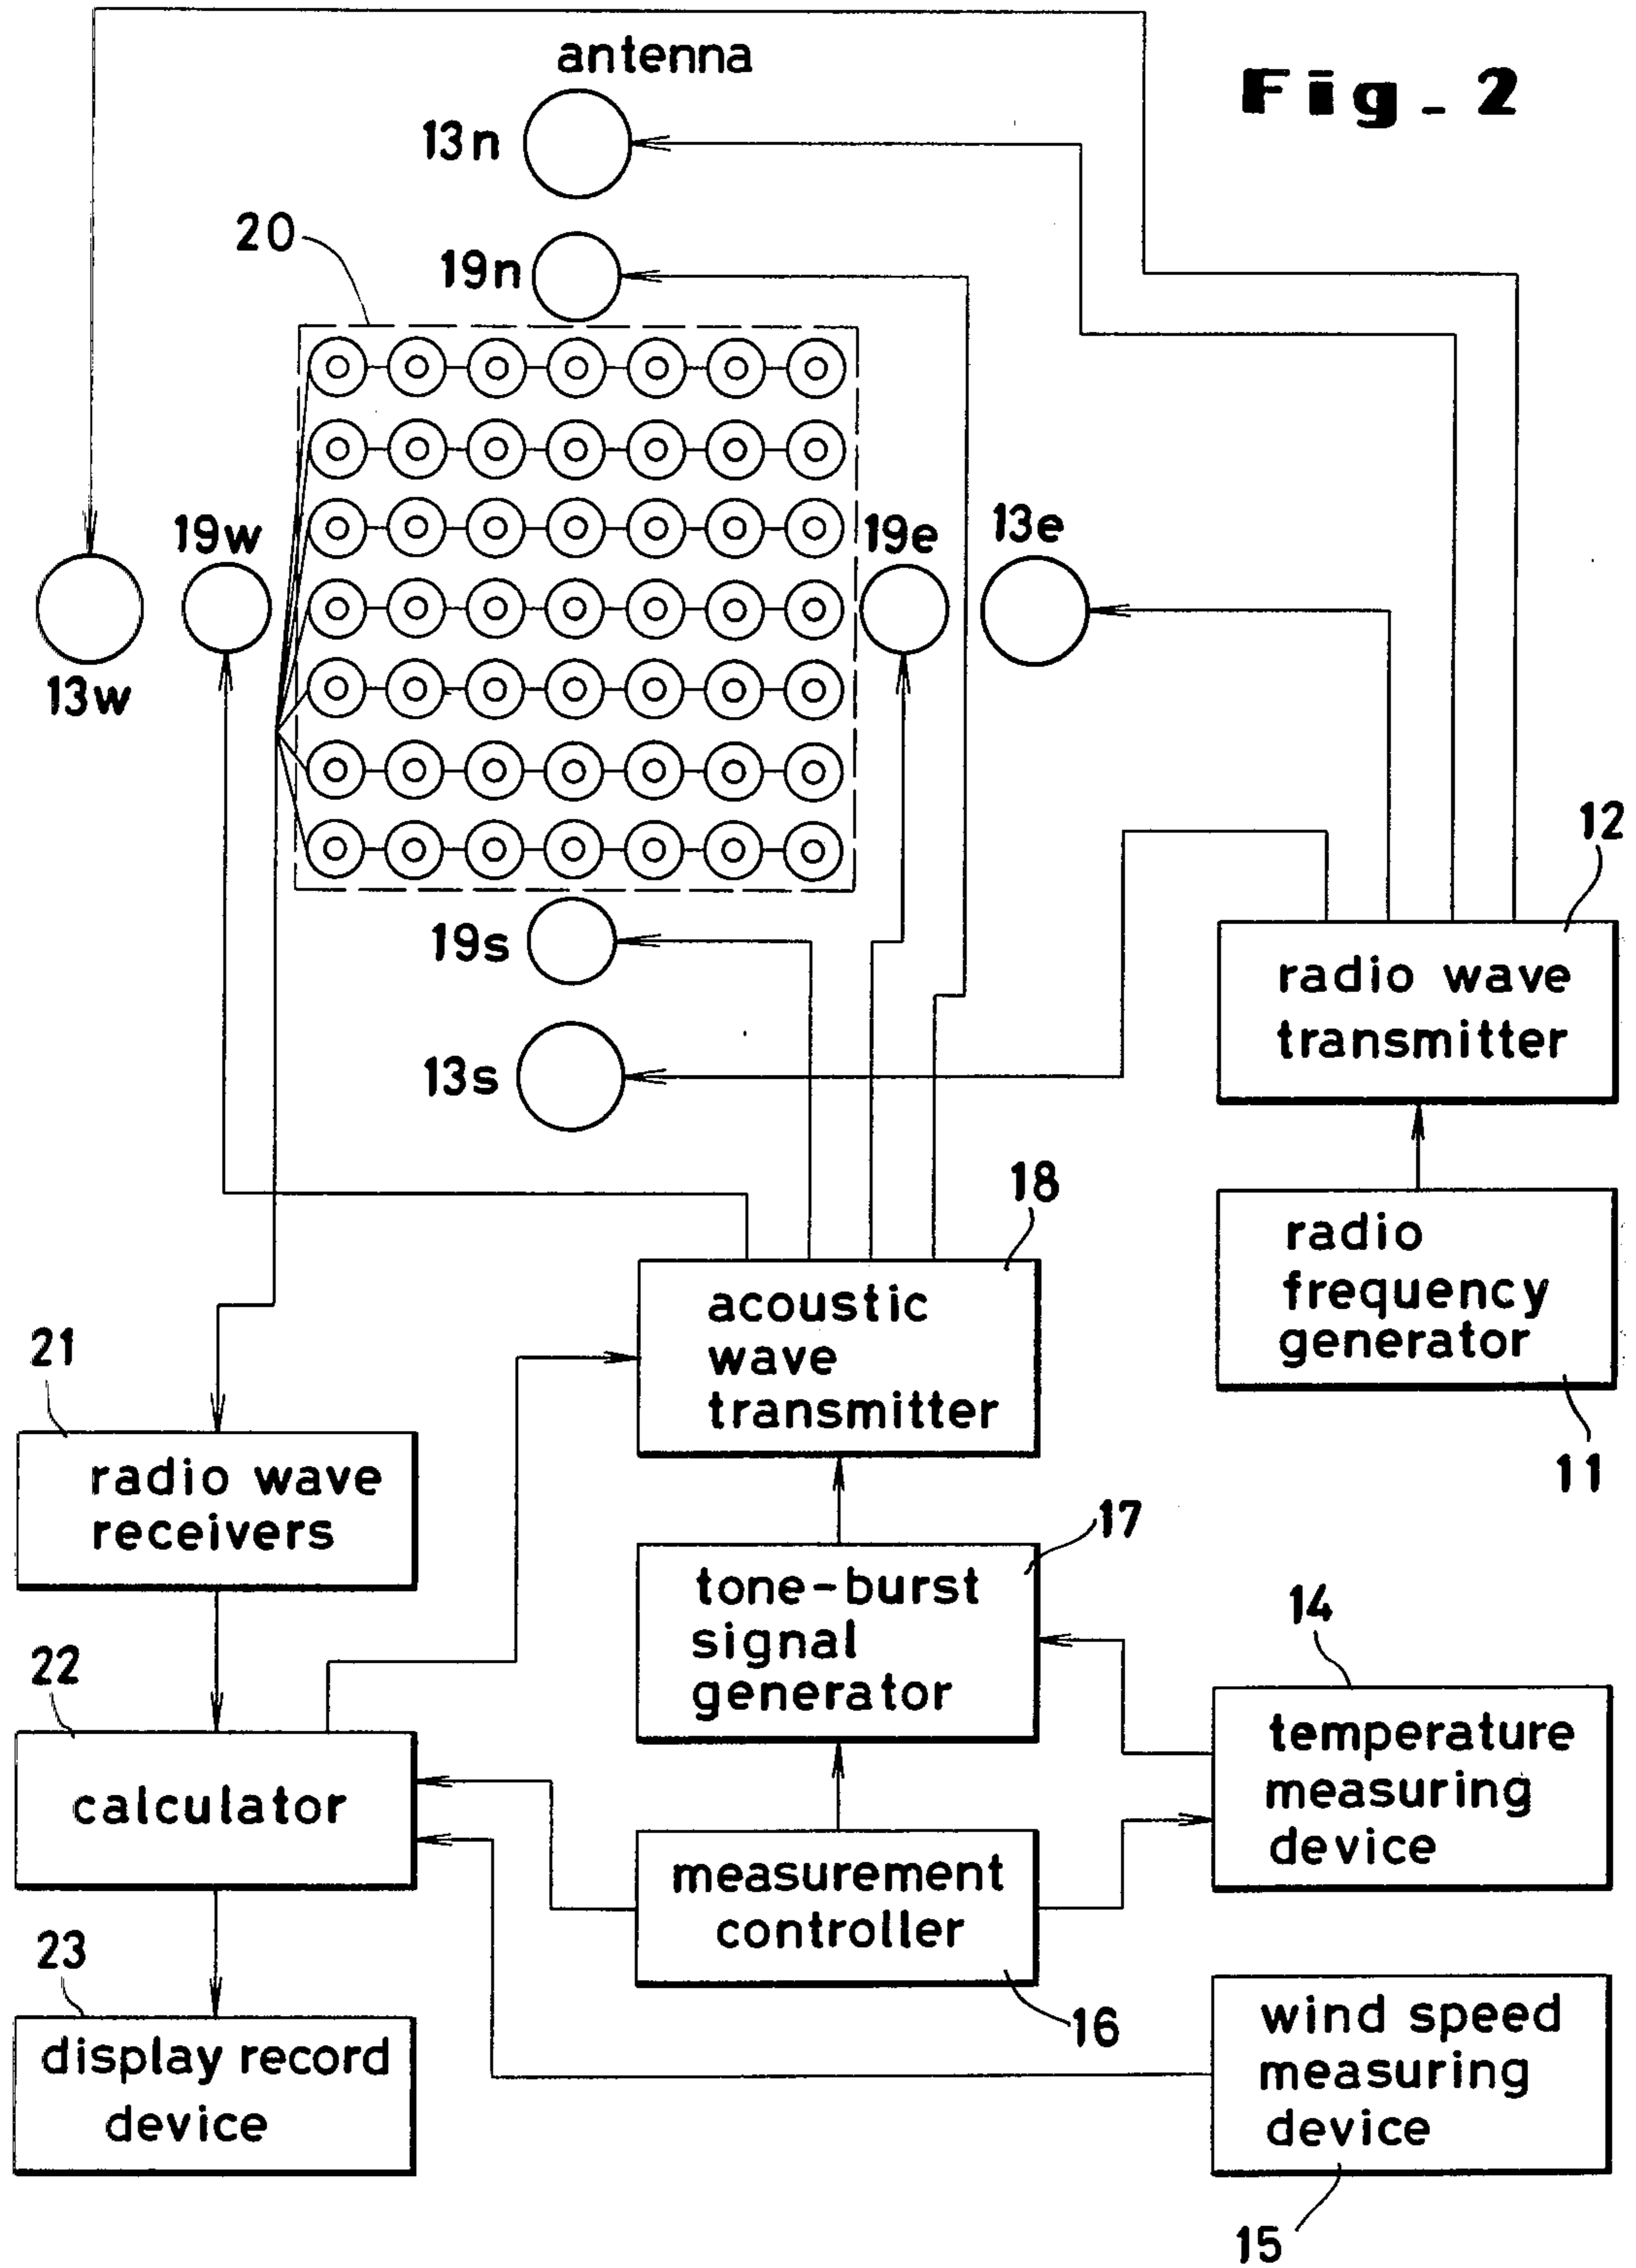 antenna
Fig. 2
13n
20
19n
19w
19e
13e
13w
12
19s
radio wave
transmitter
13s
18
radio
frequency
generator
acoustic
wave
transmitter
21
11
radio wave
receivers
17
tone-burst
signal
generator
14
22
temperature
measuring
device
calculator
measurement
controller
23
16
wind speed
measuring
device
display record
device
15